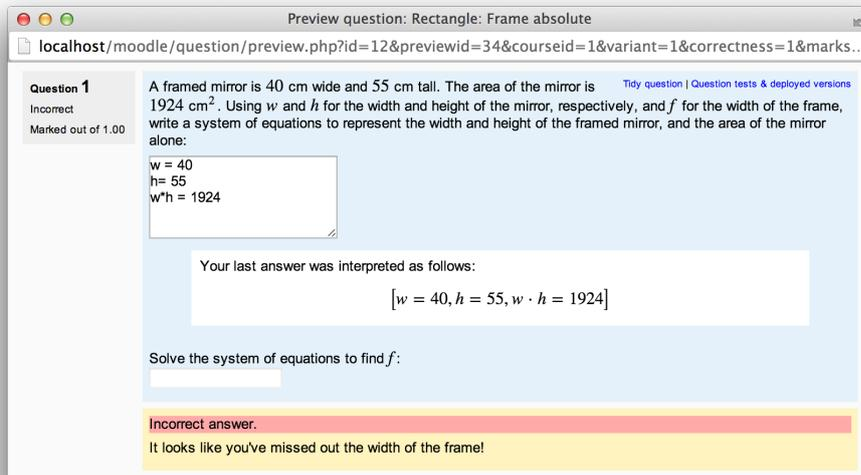 Preview question: Rectangle: Frame absolute
localhost/moodle/question/preview.php?id=12&previewid=34&courseid=1&variant=1&correctness=1&marks...
Question 1
Incorrect
Marked out of 1.00
Tidy question | Question tests & deployed versions
A framed mirror is 40 cm wide and 55 cm tall. The area of the mirror is
1924 cm². Using w and h for the width and height of the mirror, respectively, and f for the width of the frame,
write a system of equations to represent the width and height of the framed mirror, and the area of the mirror
alone:
w = 40
h= 55
w*h = 1924
Your last answer was interpreted as follows:
[w = 40, h = 55, w · h = 1924]
Solve the system of equations to find f:
Incorrect answer.
It looks like you've missed out the width of the frame!